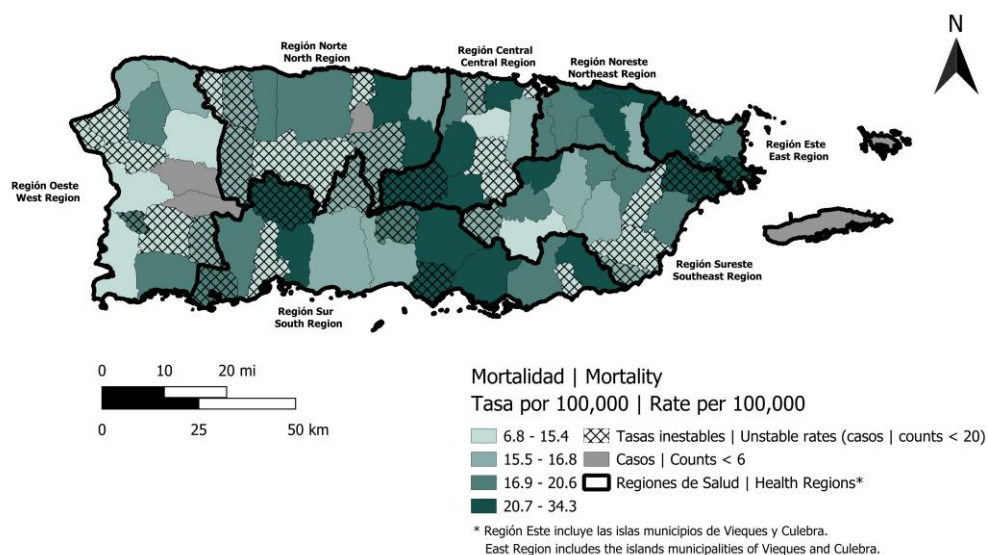 N
Región Norte
North Region
Región Central
Central Region
Región Noreste
Northeast Region
Región Este
East Region
Región Oeste
West Region
Región Sureste
Southeast Region
Región Sur
South Region
0 10 20 mi
0 25 50 km
Mortalidad | Mortality
Tasa por 100,000 | Rate per 100,000
6.8 - 15.4 Tasas inestables | Unstable rates (casos | counts < 20)
15.5 - 16.8 Casos | Counts < 6
16.9 - 20.6 Regiones de Salud | Health Regions*
20.7 - 34.3
* Región Este incluye las islas municipios de Vieques y Culebra.
East Region includes the islands municipalities of Vieques and Culebra.